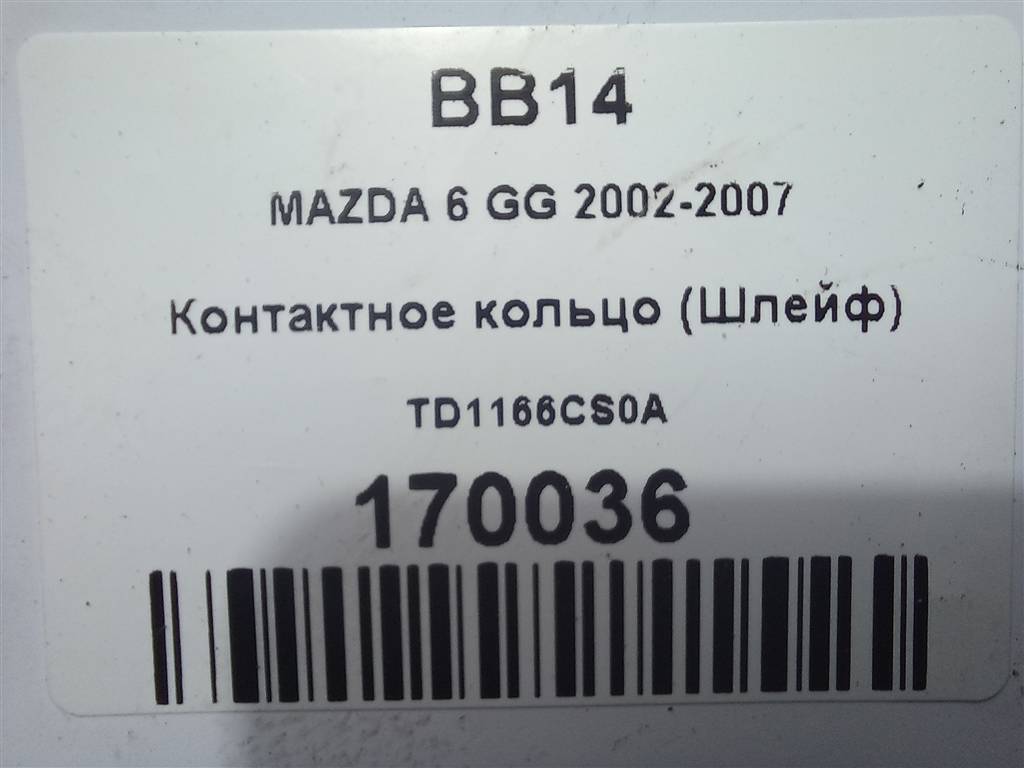 BB14
MAZDA 6 GG 2002-2007
Контактное кольцо (Шлейф)
TD1166CS0A
170036